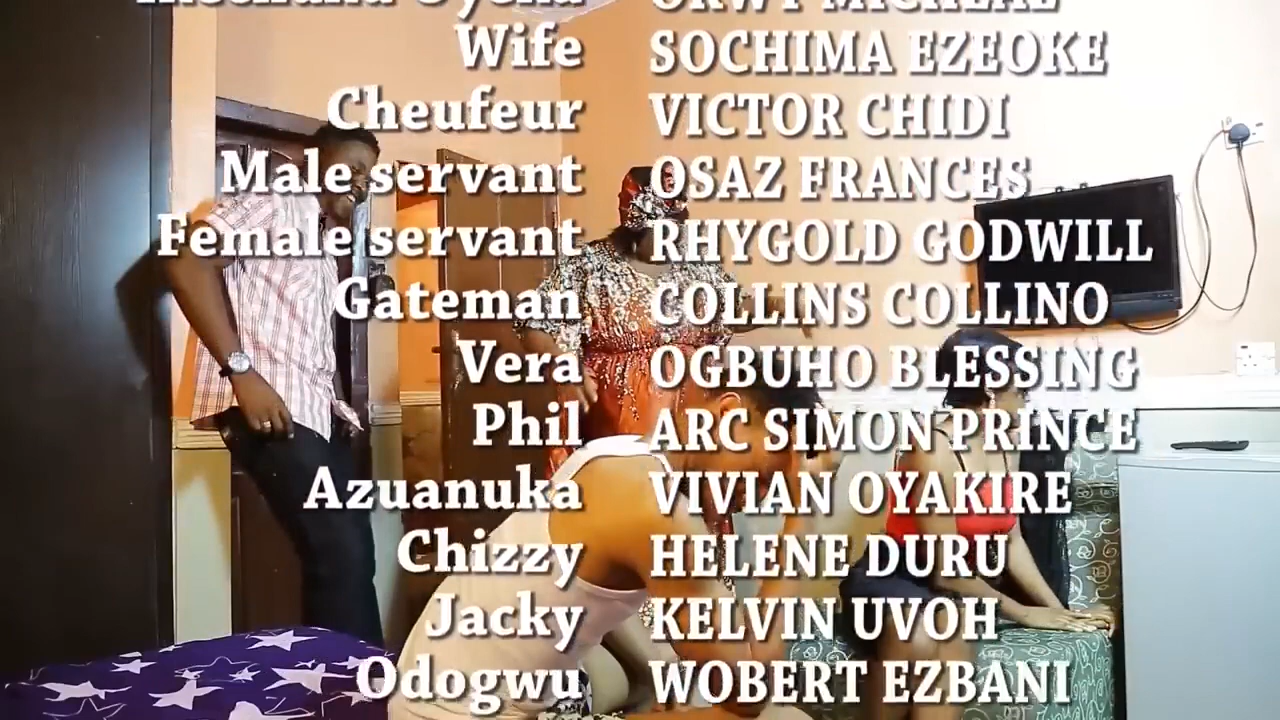 Wife SOCHIMA EZEOKE
Cheufeur VICTOR CHIDI
Male servant OSAZ FRANCES
Female servant RHYGOLD GODWILL
Gateman COLLINS COLLINO
Vera OGBUHO BLESSING
Phil ARC SIMON PRINCE
Azuanuka VIVIAN OYAKIRE
Chizzy HELENE DURU
Jacky KELVIN UVOH
Odogwu WOBERT EZBANI